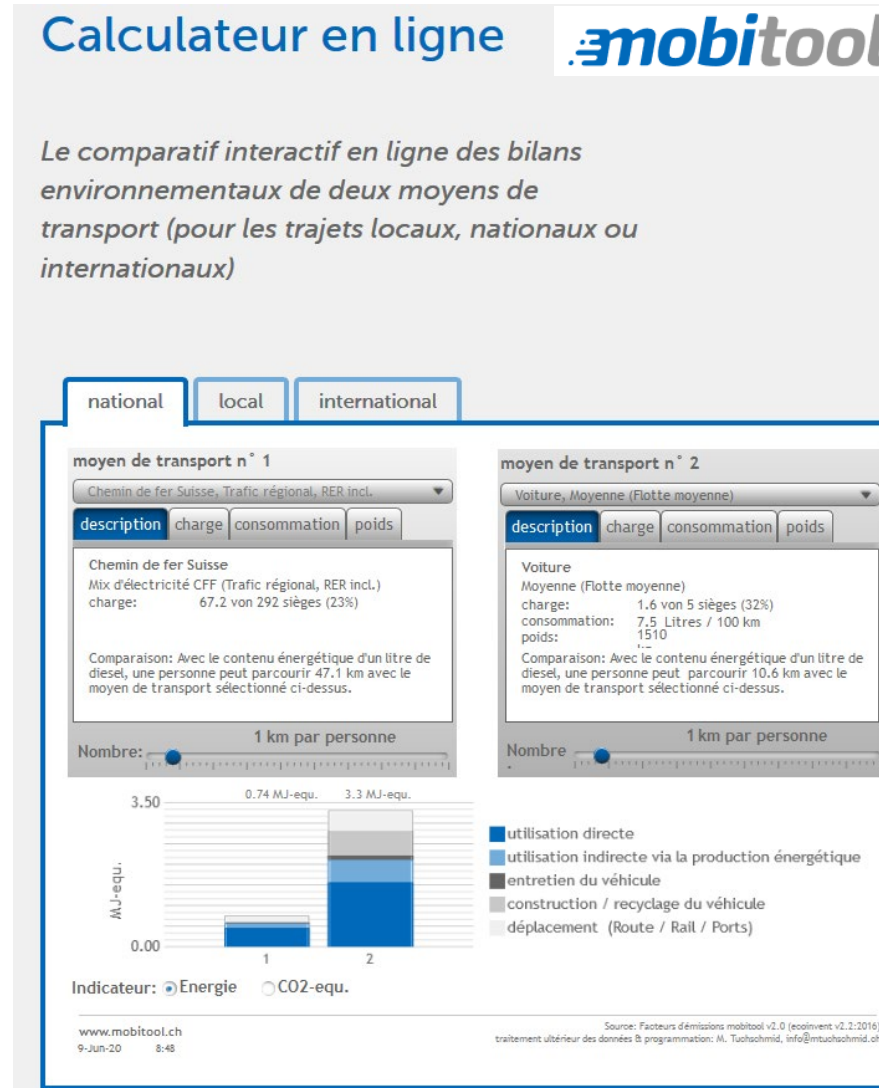 Calculateur en ligne
mobitool
Le comparatif interactif en ligne des bilans
environnementaux de deux moyens de
transport (pour les trajets locaux, nationaux ou
internationaux)
national local international
moyen de transport n° 1
Chemin de fer Suisse, Trafic régional, RER incl.
description charge consommation poids
Chemin de fer Suisse
Mix d'électricité CFF (Trafic régional, RER incl.)
charge: 67.2 von 292 sièges (23%)
Comparaison: Avec le contenu énergétique d'un litre de
diesel, une personne peut parcourir 47.1 km avec le
moyen de transport sélectionné ci-dessus.
1 km par personne
Nombre:
moyen de transport n° 2
Voiture, Moyenne (Flotte moyenne)
description charge consommation poids
Voiture
Moyenne (Flotte moyenne)
charge: 1.6 von 5 sièges (32%)
consommation: 7.5 Litres / 100 km
poids: 1510
Comparaison: Avec le contenu énergétique d'un litre de
diesel, une personne peut parcourir 10.6 km avec le
moyen de transport sélectionné ci-dessus.
1 km par personne
Nombre
3.50
0.74 MJ-equ. 3.3 MJ-equ.
MJ-equ.
0.00
1 2
utilisation directe
utilisation indirecte via la production énergétique
entretien du véhicule
construction / recyclage du véhicule
déplacement (Route / Rail / Ports)
Indicateur: Energie CO2-equ.
www.mobitool.ch
9-Jun-20 8:48
Source: Facteurs d'émissions mobitool v2.0 (ecoinvent v2.2:2016)
traitement ultérieur des données & programmation: M. Tuchschmid, info@mtuchschmid.ch